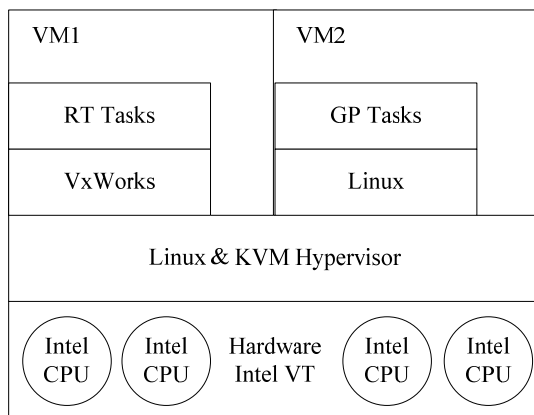 VM1
VM2
RT Tasks
GP Tasks
VxWorks
Linux
Linux & KVM Hypervisor
Intel CPU
Intel CPU
Hardware Intel VT
Intel CPU
Intel CPU